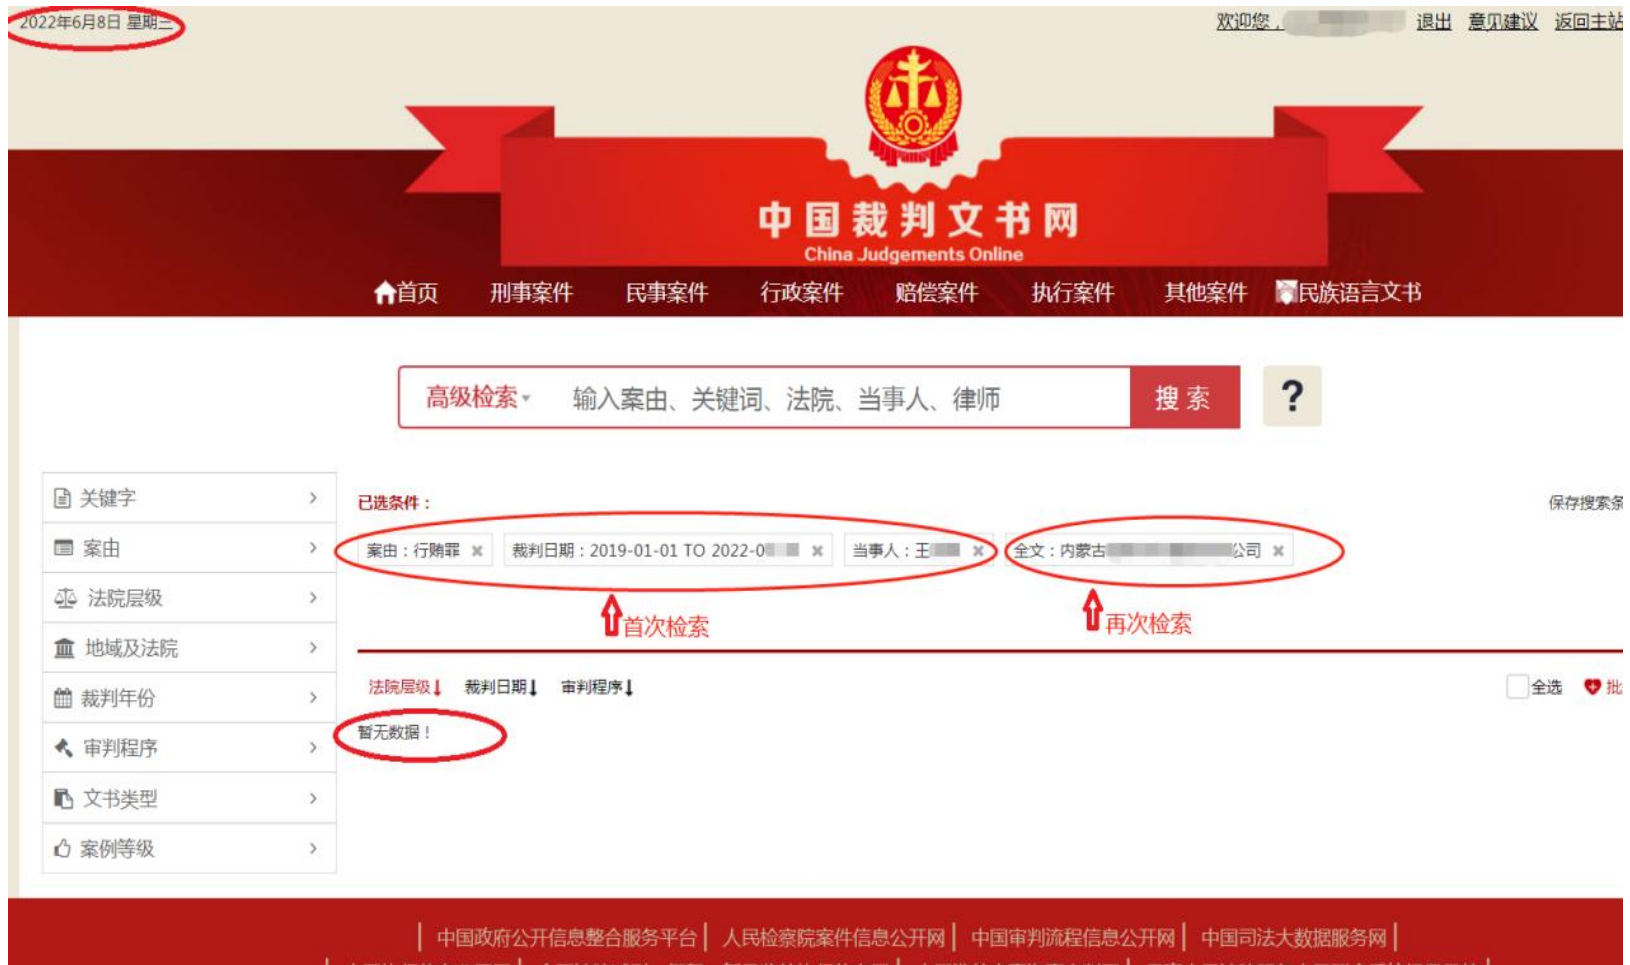 2022年6月8日 星期三
欢迎您， 退出 意见建议 返回主站
中国裁判文书网
China Judgements Online
首页 刑事案件 民事案件 行政案件 赔偿案件 执行案件 其他案件 民族语言文书
高级检索 输入案由、关键词、法院、当事人、律师 搜索 ?
关键字
案由
法院层级
地域及法院
裁判年份
审判程序
文书类型
案例等级
已选条件：
保存搜索条
案由：行贿罪 × 裁判日期：2019-01-01 TO 2022-0 × 当事人：王 × 全文：内蒙古 公司 ×
首次检索
再次检索
法院层级 裁判日期 审判程序
全选 批
暂无数据！
中国政府公开信息整合服务平台 | 人民检察院案件信息公开网 | 中国审判流程信息公开网 | 中国司法大数据服务网 |